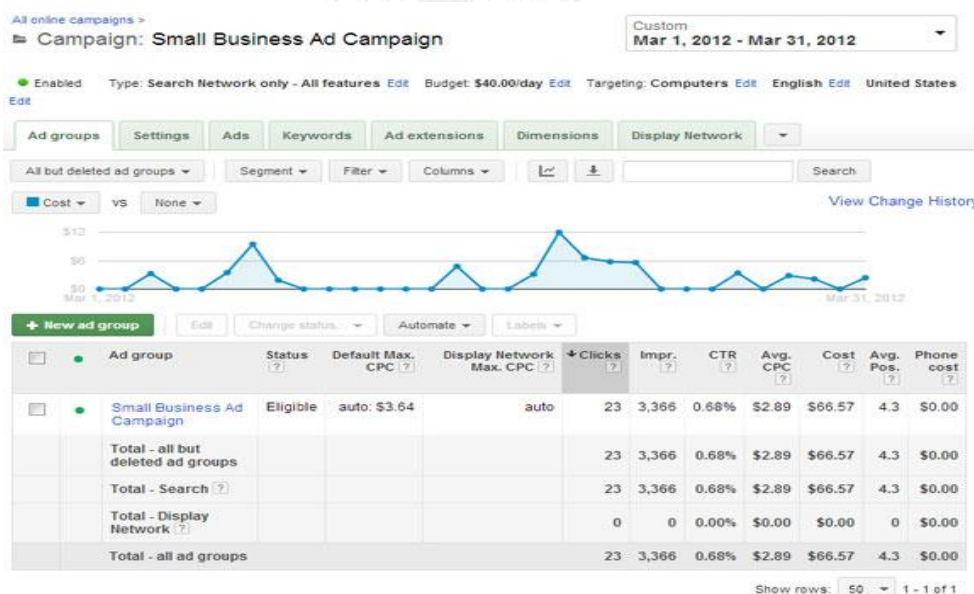 All online campaigns >
Campaign: Small Business Ad Campaign
Custom
Mar 1, 2012 - Mar 31, 2012
Enabled Type: Search Network only - All features Edit Budget: $40.00/day Edit Targeting: Computers Edit English Edit United States
Edit
Ad groups Settings Ads Keywords Ad extensions Dimensions Display Network
All but deleted ad groups Segment Filter Columns Search
Cost VS None View Change History
$12
$6
$0
Mar 1, 2012 Mar 31, 2012
+ New ad group Edit Change status... Automate Labels
Ad group Status Default Max. Display Network Clicks Impr. CTR Avg. Cost Avg. Phone
? CPC ? Max. CPC ? ? ? ? CPC ? Pos. cost
? ? ?
Small Business Ad Eligible auto: $3.64 auto 23 3,366 0.68% $2.89 $66.57 4.3 $0.00
Campaign
Total - all but
deleted ad groups 23 3,366 0.68% $2.89 $66.57 4.3 $0.00
Total - Search ? 23 3,366 0.68% $2.89 $66.57 4.3 $0.00
Total - Display
Network ? 0 0 0.00% $0.00 $0.00 0 $0.00
Total - all ad groups 23 3,366 0.68% $2.89 $66.57 4.3 $0.00
Show rows: 50 1 - 1 of 1